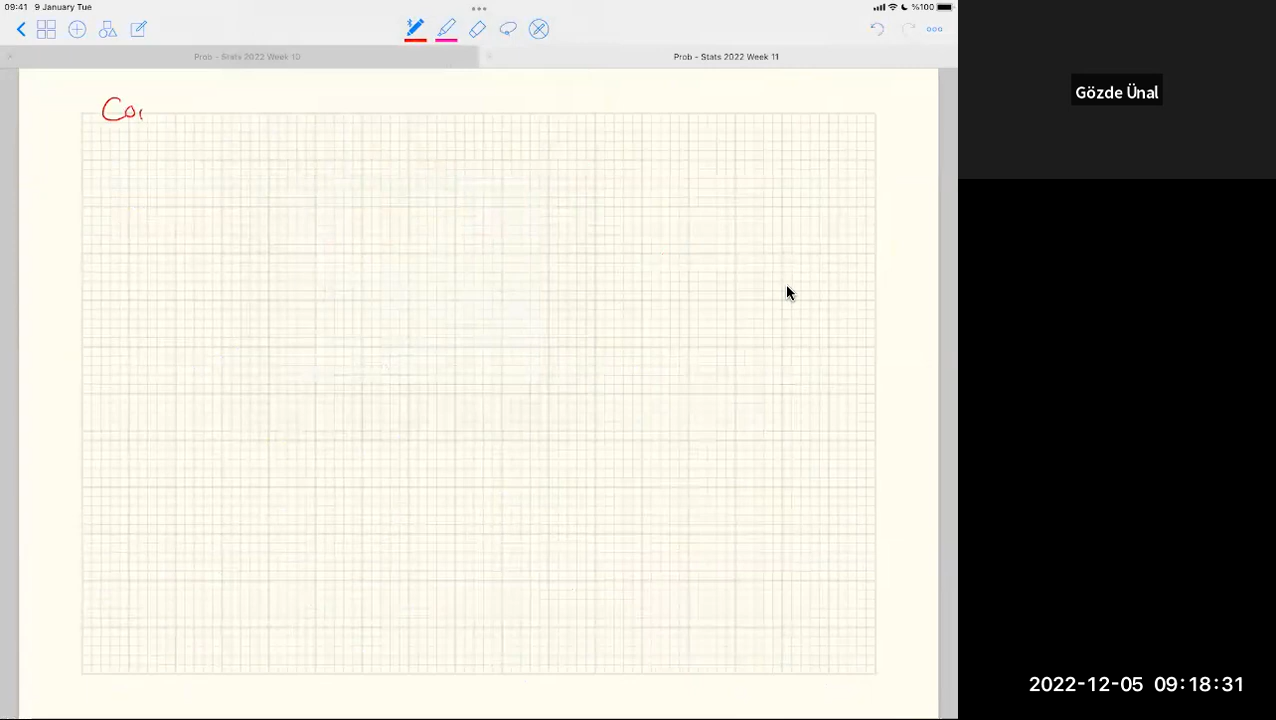 09:41 9 January Tue
%100
Prob - Stats 2022 Week 10
Prob - Stats 2022 Week 11
Co
Gözde Ünal
2022-12-05 09:18:31